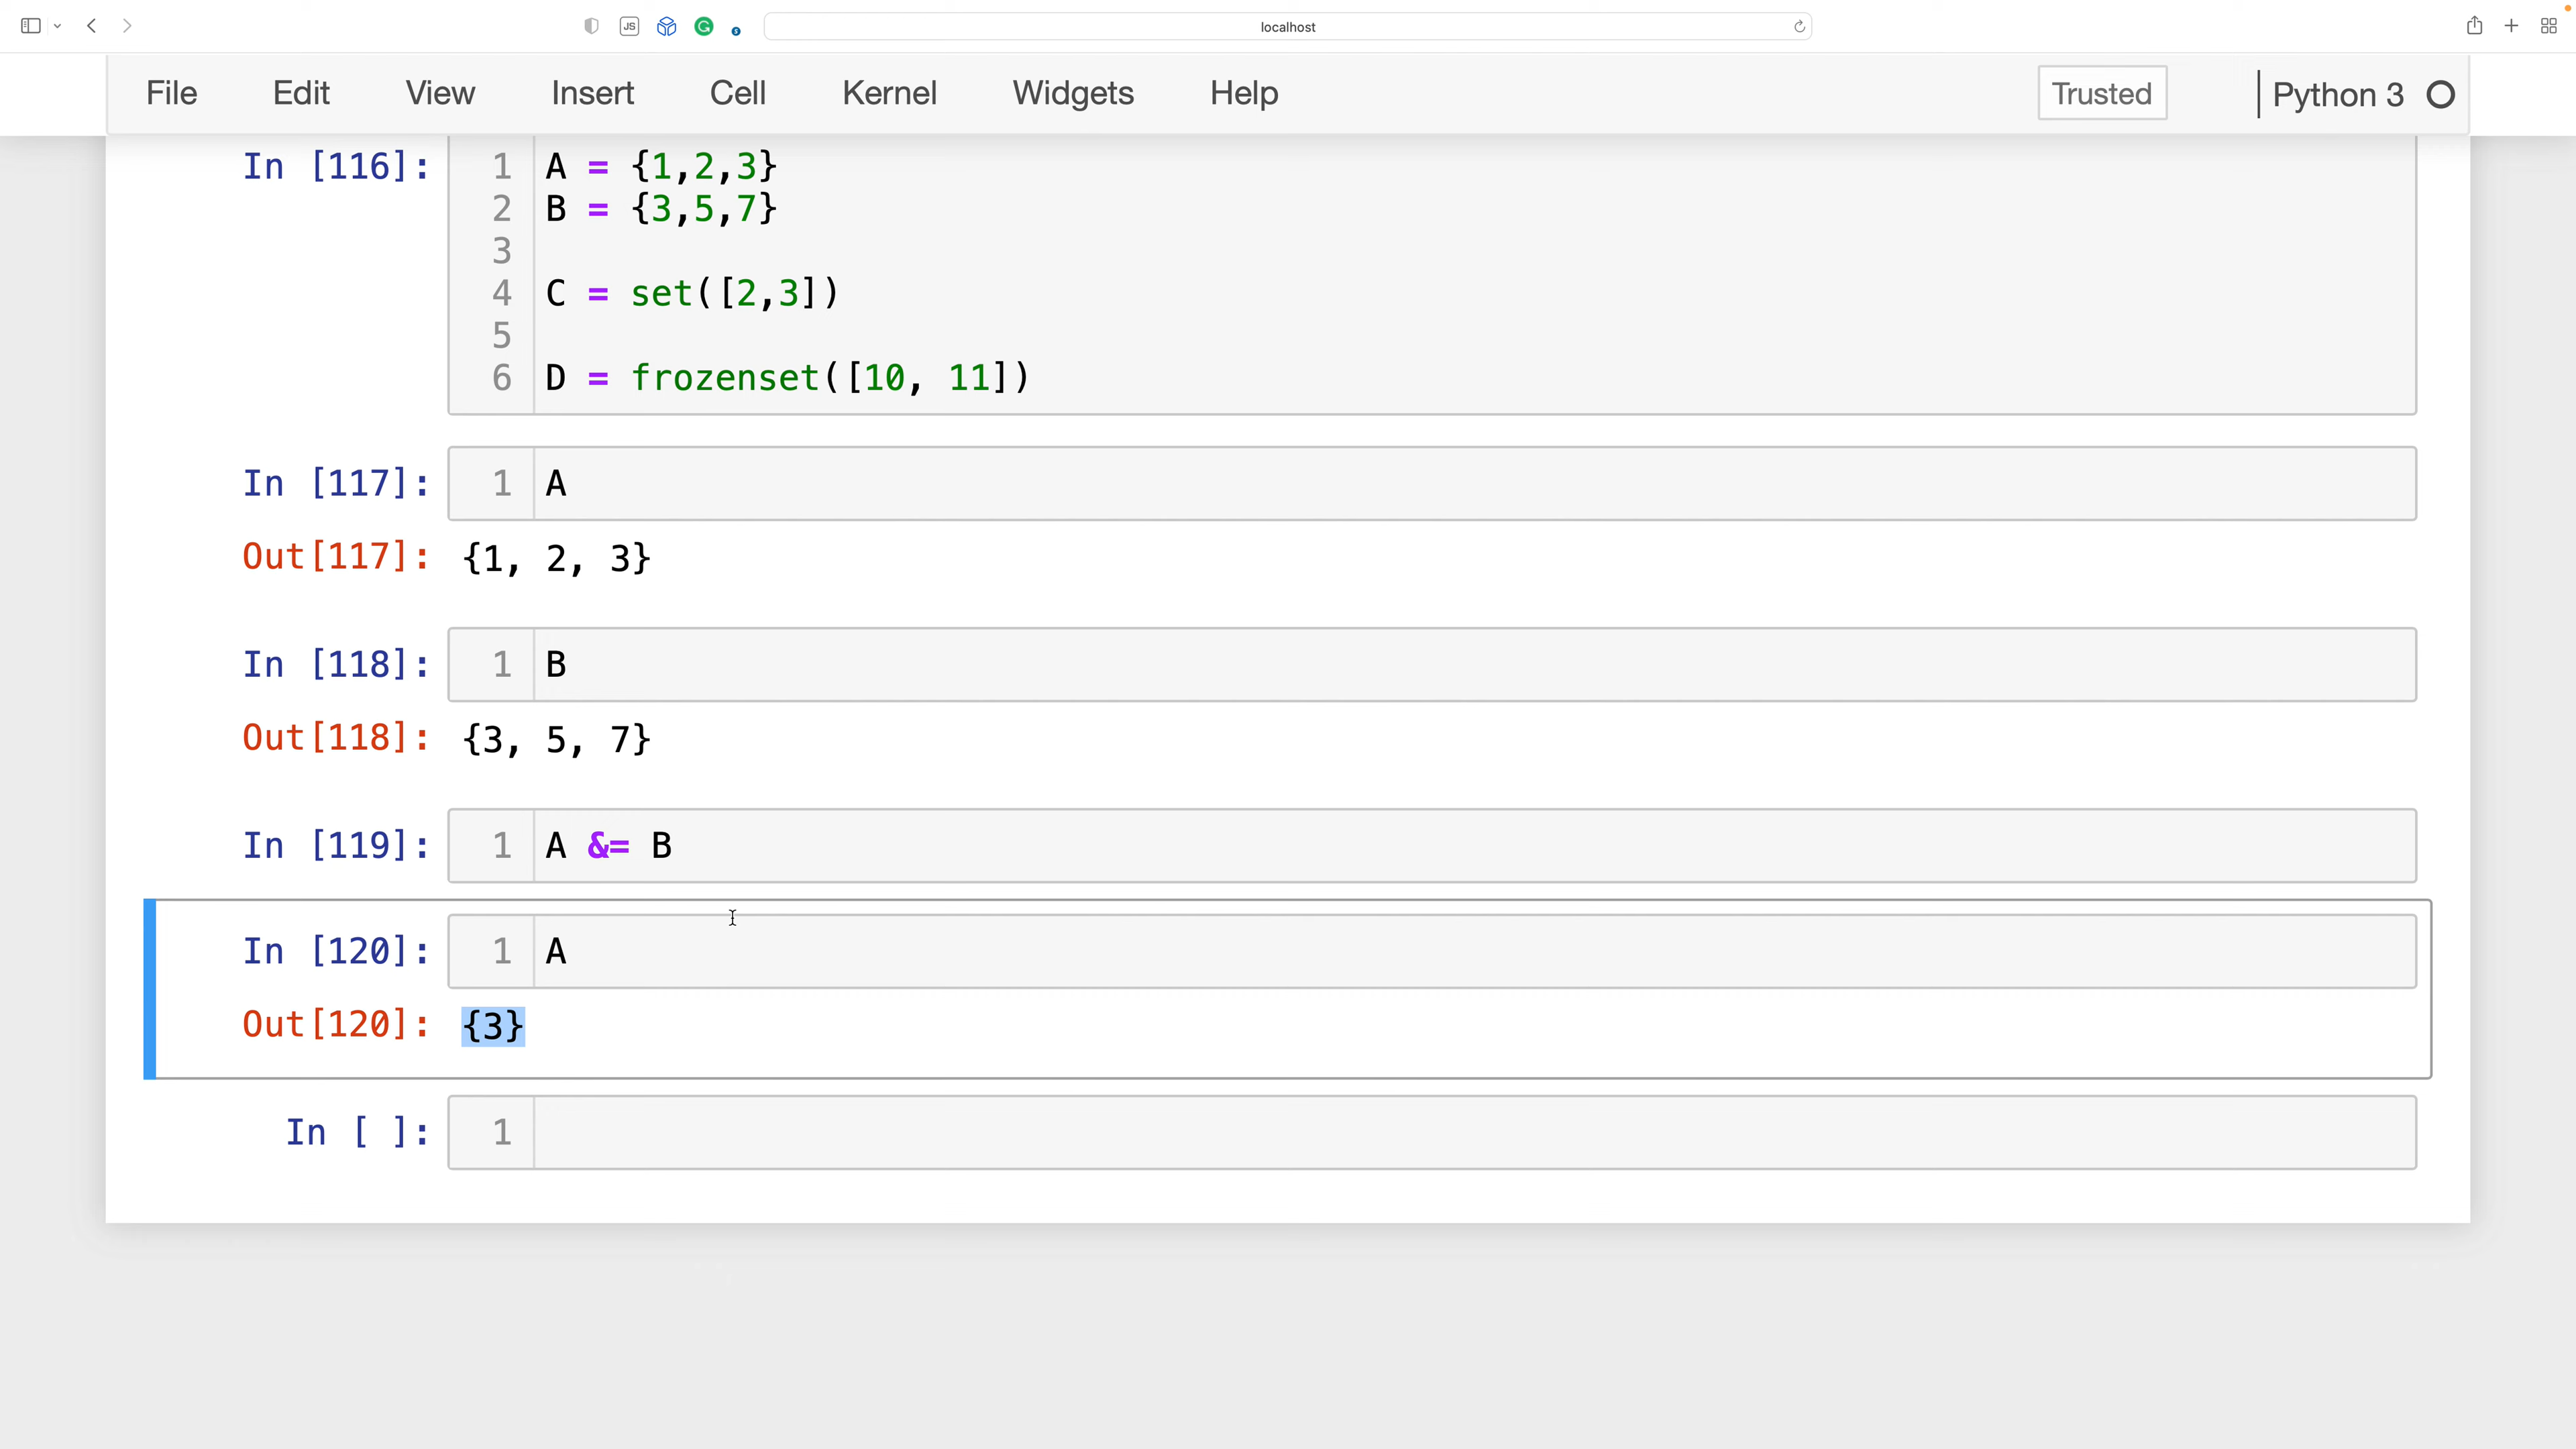 JS
G
localhost
File Edit View Insert Cell Kernel Widgets Help Trusted Python 3
In [116]: 1 A = {1,2,3}
2 B = {3,5,7}
3
4 C = set([2,3])
5
6 D = frozenset([10, 11])
In [117]: 1 A
Out[117]: {1, 2, 3}
In [118]: 1 B
Out[118]: {3, 5, 7}
In [119]: 1 A &= B
In [120]: 1 A
Out[120]: {3}
In [ ]: 1